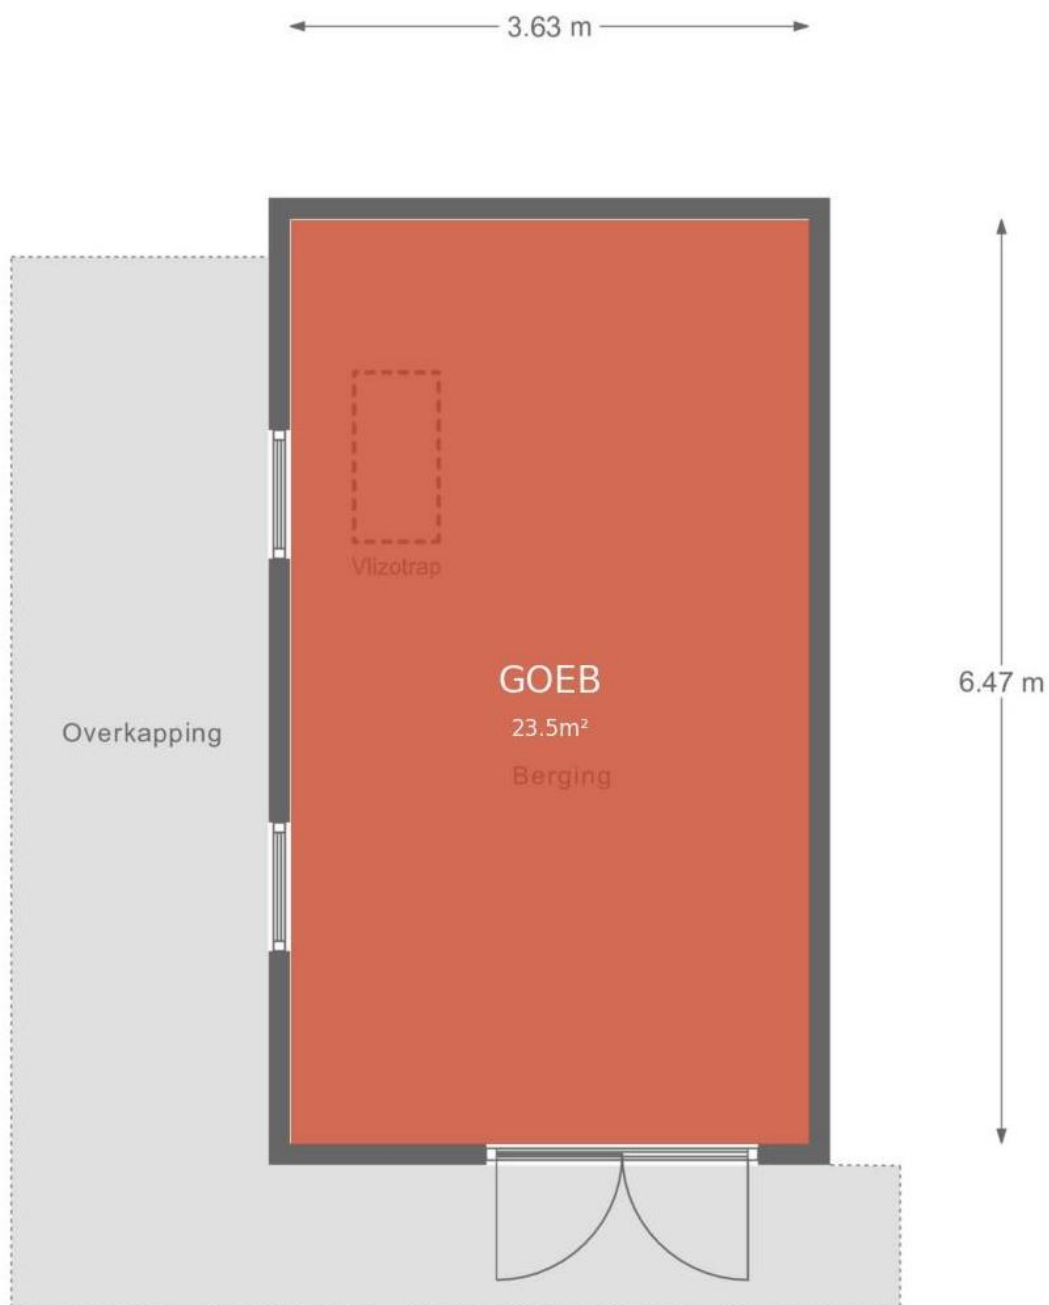 3.63 m
Vlizotrap
GOEB
6.47 m
23.5m²
Overkapping
Berging